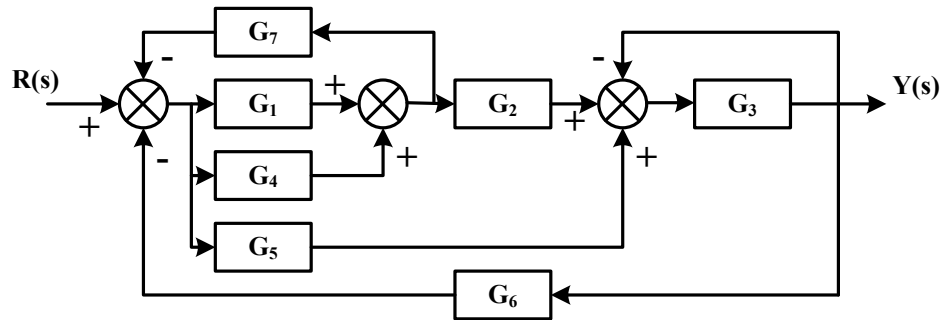 G₇
-
-
R(s)
G₁
+
G₂
G₃
Y(s)
+
+
-
+
+
G₄
G₅
G₆